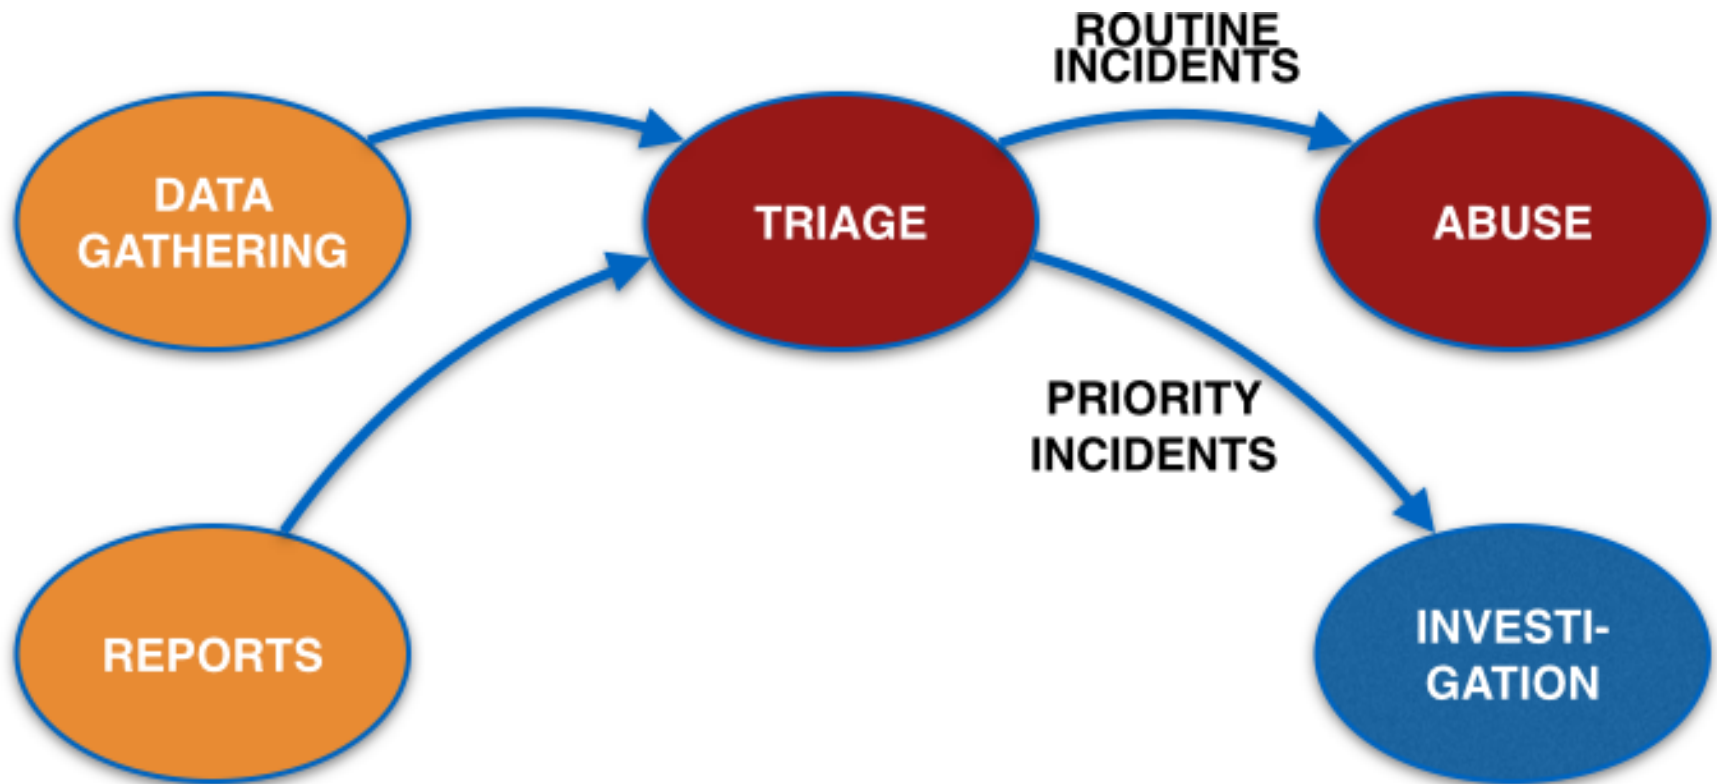 ROUTINE
INCIDENTS
DATA
GATHERING
TRIAGE
ABUSE
PRIORITY
INCIDENTS
REPORTS
INVESTI-
GATION